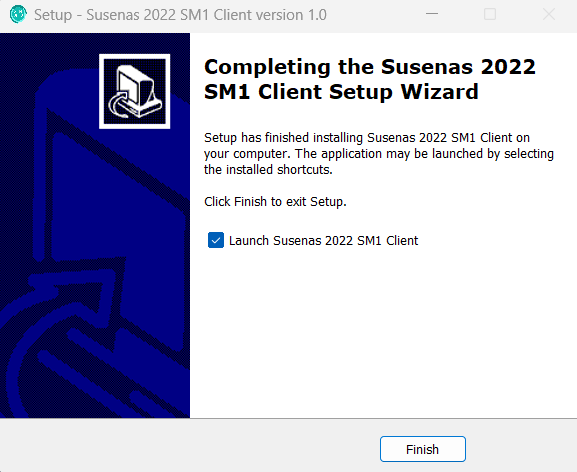 Setup - Susenas 2022 SM1 Client version 1.0
Completing the Susenas 2022
SM1 Client Setup Wizard
Setup has finished installing Susenas 2022 SM1 Client on
your computer. The application may be launched by selecting
the installed shortcuts.
Click Finish to exit Setup.
Launch Susenas 2022 SM1 Client
Finish